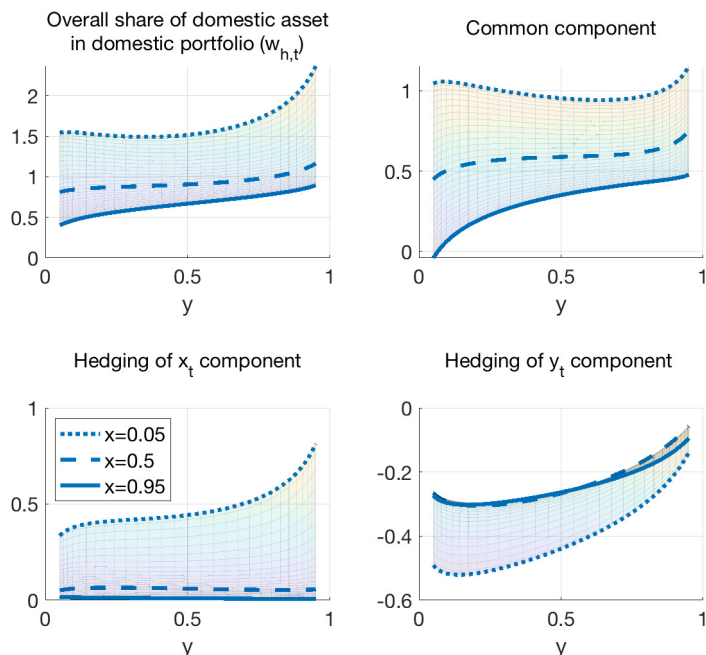 Overall share of domestic asset
in domestic portfolio (w_{h,t})
2
1.5
1
0.5
0
0
0.5
1
y
Common component
1
0.5
0
0
0.5
1
y
Hedging of x_t component
1
0.5
0
x=0.05
x=0.5
x=0.95
0
0.5
1
y
Hedging of y_t component
0
-0.2
-0.4
-0.6
0
0.5
1
y